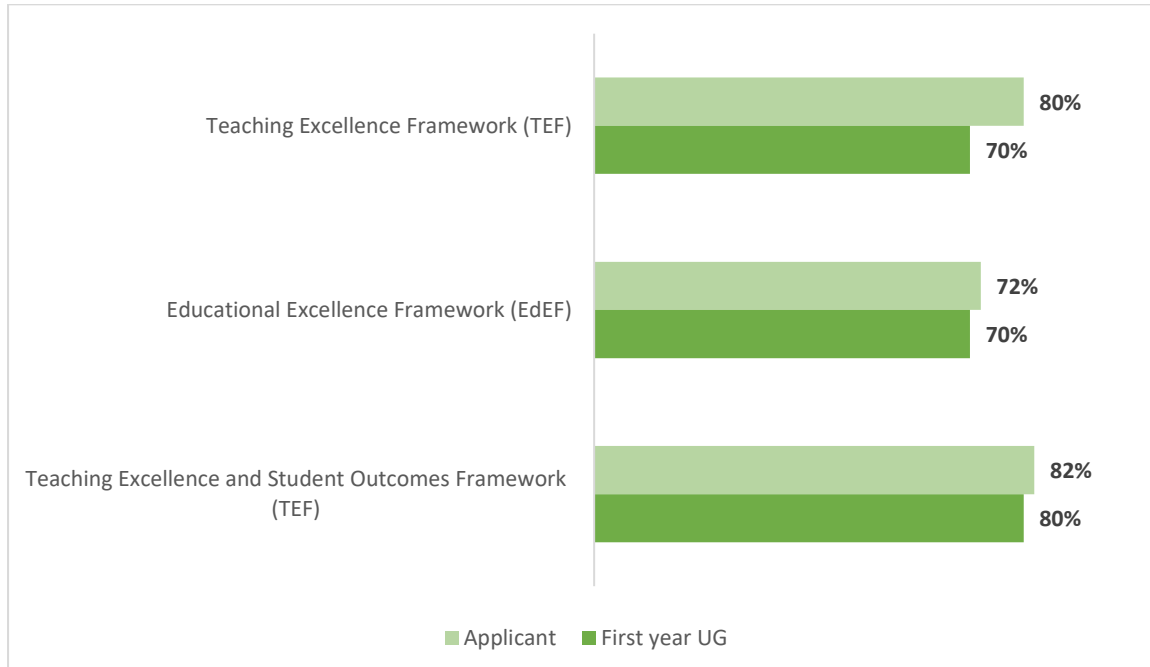 Teaching Excellence Framework (TEF)
80%
70%
Educational Excellence Framework (EdEF)
72%
70%
Teaching Excellence and Student Outcomes Framework
(TEF)
82%
80%
Applicant First year UG